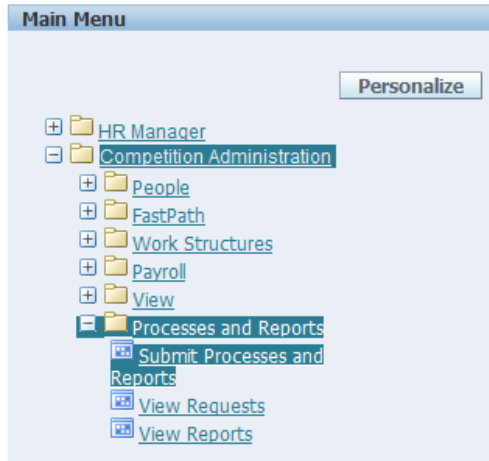 Main Menu
Personalize
HR Manager
Competition Administration
People
FastPath
Work Structures
Payroll
View
Processes and Reports
Submit Processes and
Reports
View Requests
View Reports